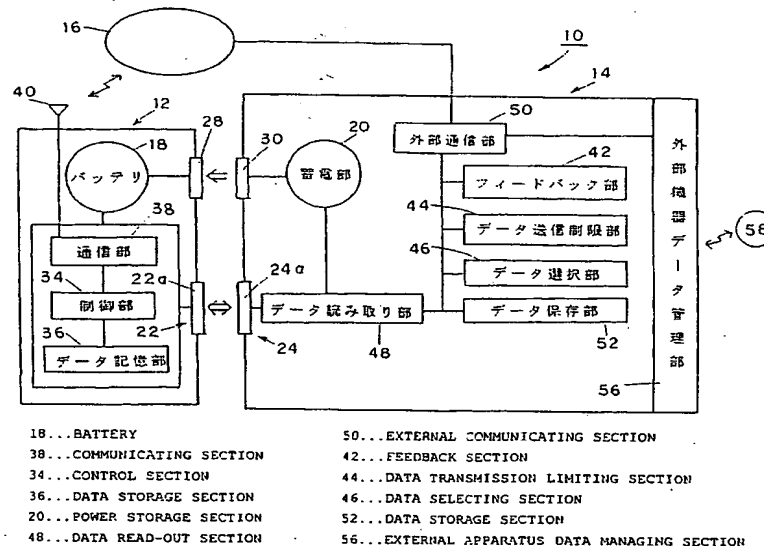 16
10
14
40
12
28
50
18
30
20
外部通信部
42
バッテリ
蓄電部
フィードバック部
38
44
通信部
データ送信制限部
34
22a
24a
46
データ選択部
制御部
36
22
データ読み取り部
データ保存部
データ記憶部
24
48
52
外部機器データ管理部
56
58
18...BATTERY
38...COMMUNICATING SECTION
34...CONTROL SECTION
36...DATA STORAGE SECTION
20...POWER STORAGE SECTION
48...DATA READ-OUT SECTION
50...EXTERNAL COMMUNICATING SECTION
42...FEEDBACK SECTION
44...DATA TRANSMISSION LIMITING SECTION
46...DATA SELECTING SECTION
52...DATA STORAGE SECTION
56...EXTERNAL APPARATUS DATA MANAGING SECTION